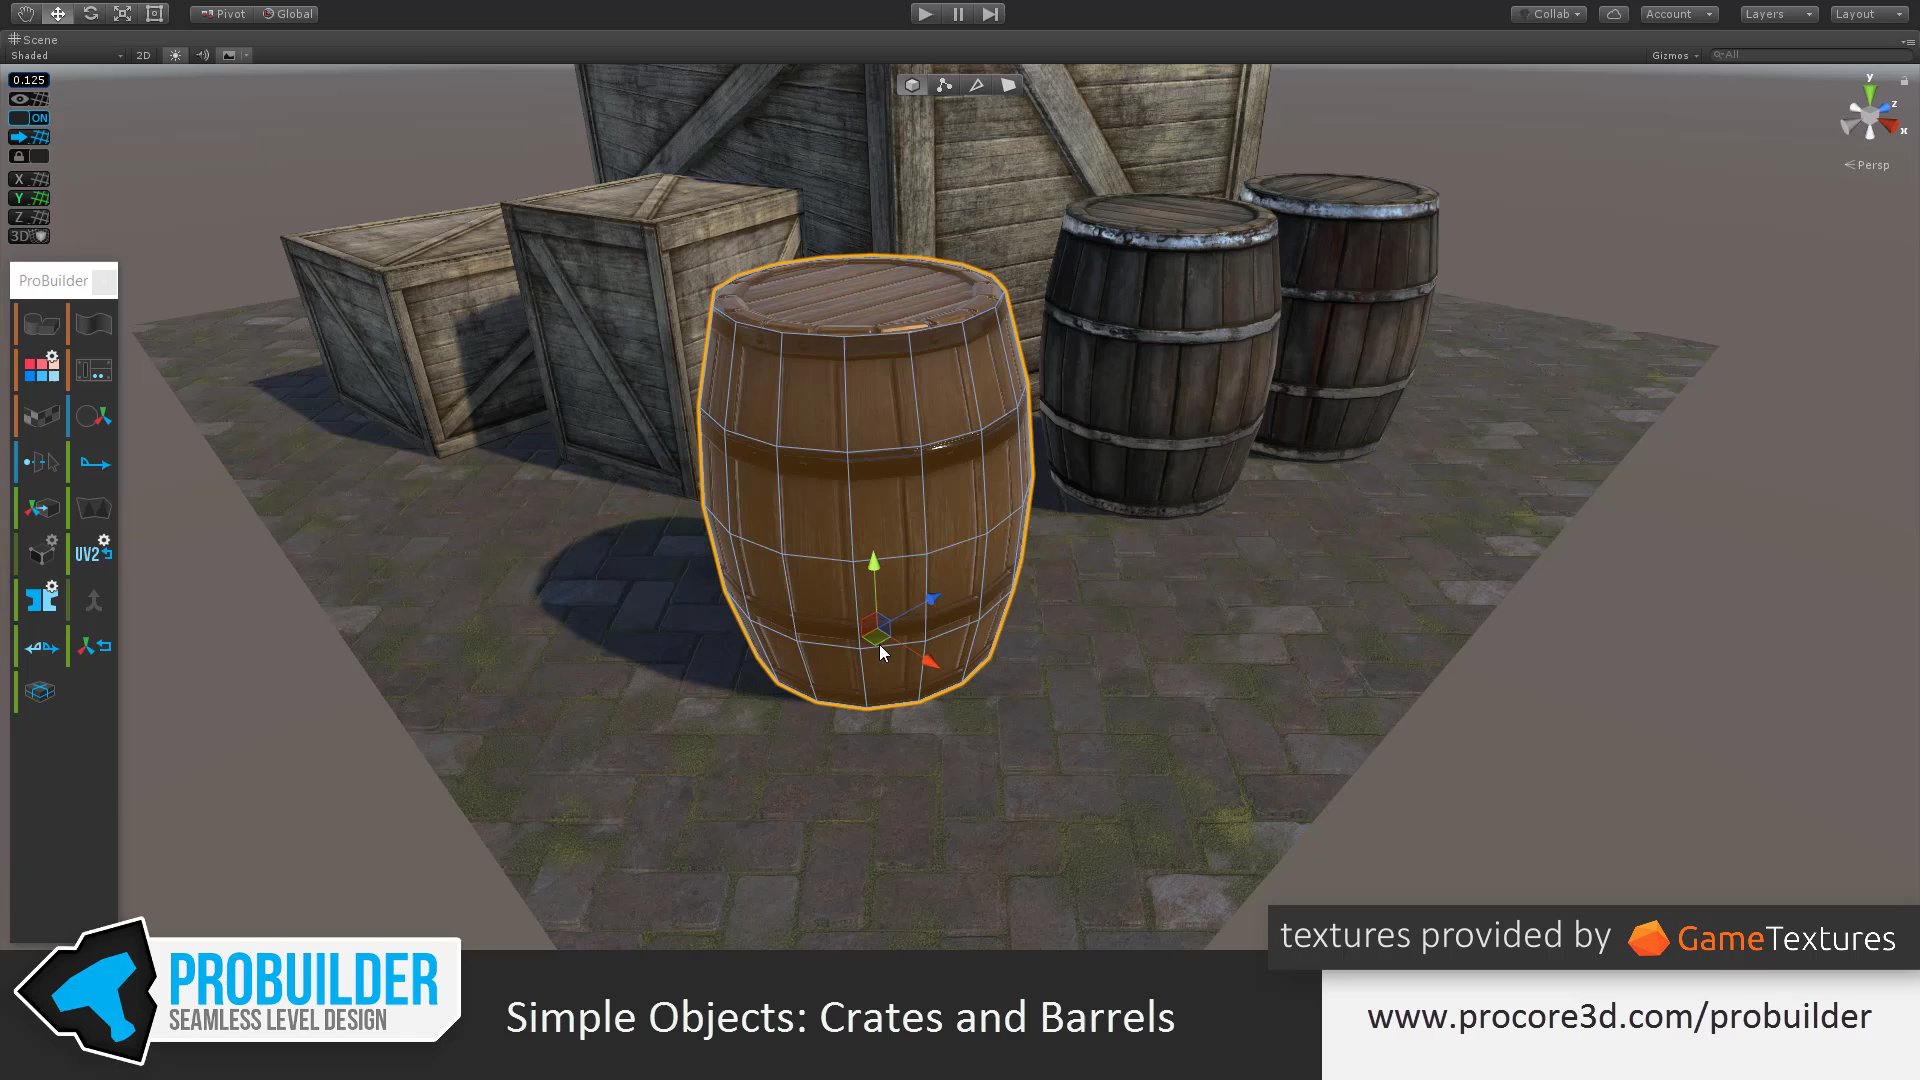 Pivot Global Collab Account Layers Layout
Scene
Shaded 2D Gizmos All
0.125
ON
X
Y
Z
3D
y
z
x
Persp
ProBuilder
UV2
PROBUILDER
SEAMLESS LEVEL DESIGN
Simple Objects: Crates and Barrels
textures provided by GameTextures
www.procore3d.com/probuilder